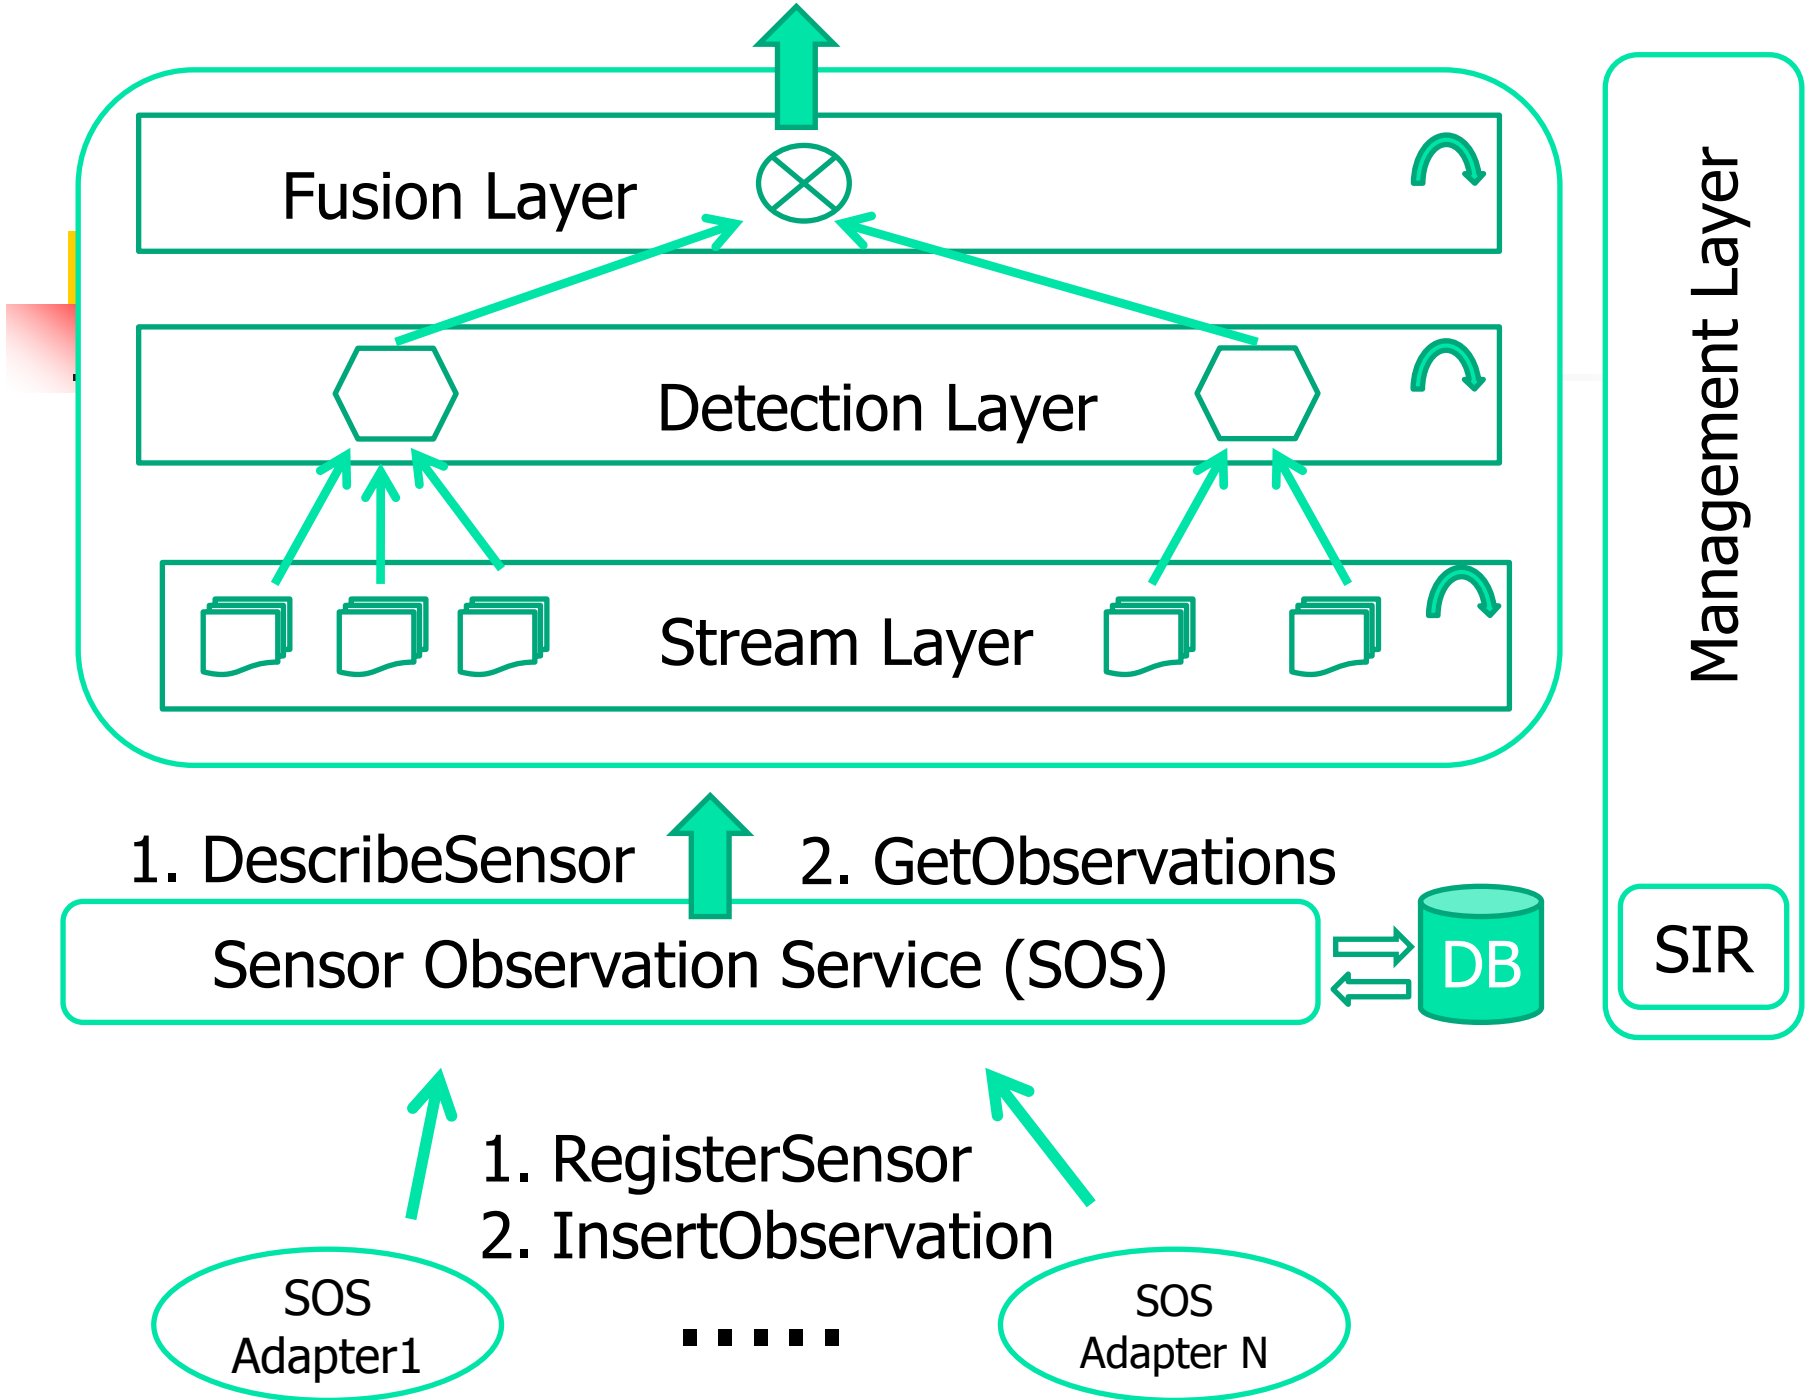 Fusion Layer
Detection Layer
Stream Layer
Management Layer
1. DescribeSensor
2. GetObservations
Sensor Observation Service (SOS)
DB
SIR
1. RegisterSensor
2. InsertObservation
SOS
Adapter1
.....
SOS
Adapter N